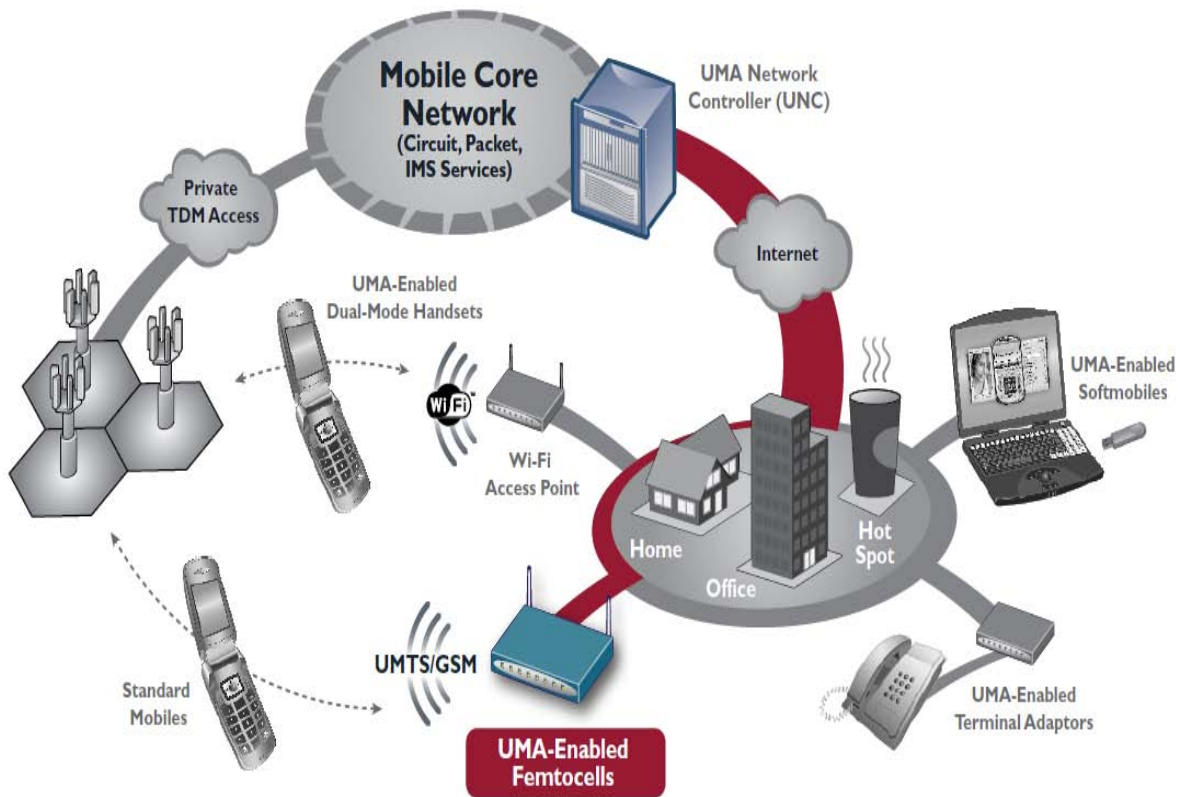 Mobile Core
Network
(Circuit, Packet,
IMS Services)
UMA Network
Controller (UNC)
Private
TDM Access
Internet
UMA-Enabled
Dual-Mode Handsets
Wi Fi
Wi-Fi
Access Point
UMA-Enabled
Softmobiles
Home
Office
Hot
Spot
UMTS/GSM
Standard
Mobiles
UMA-Enabled
Terminal Adaptors
UMA-Enabled
Femtocells